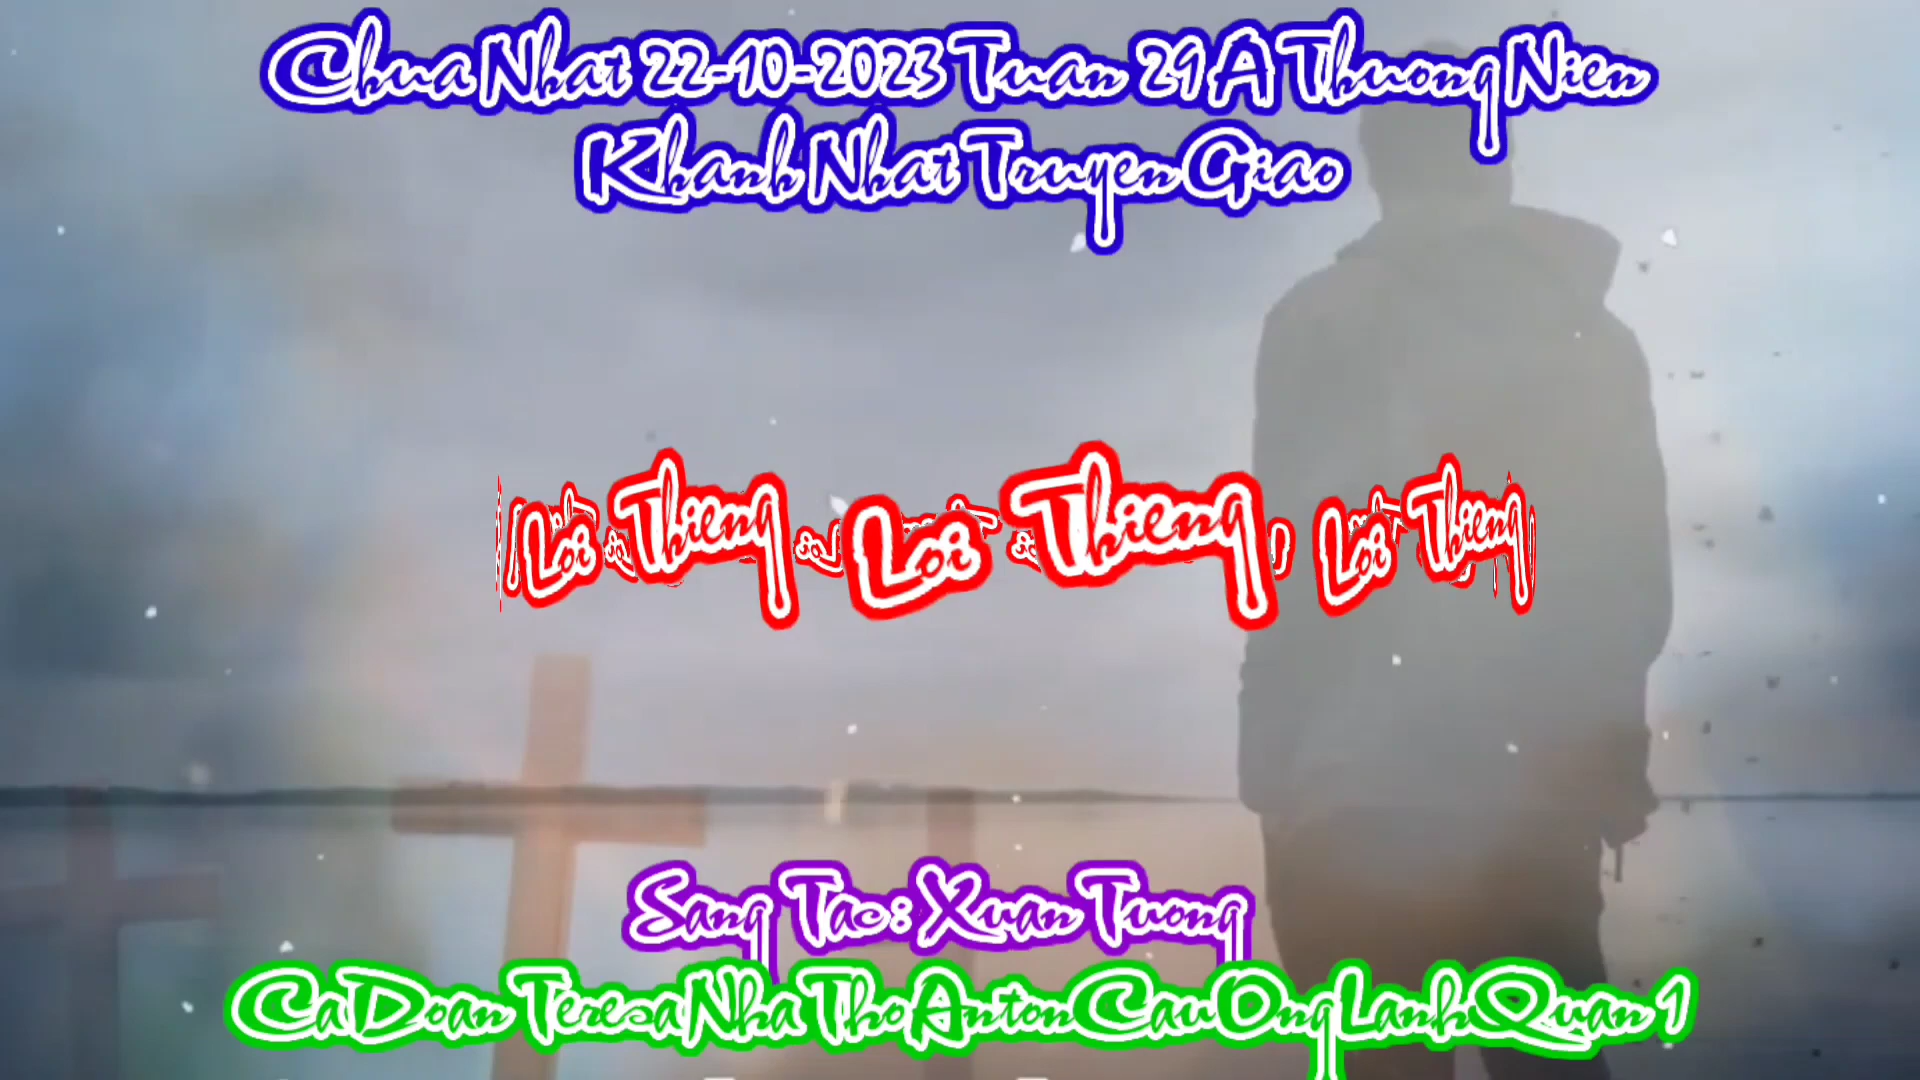 Chua Nhat 22-10-2023 Tuan 29 A Thuong Nien
Khanh Nhat Truyen Giao
Loi Thieng Loi Thieng Loi Thieng
Sang Tac : Xuan Tuong
Ca Doan Teresa Nha Tho Anton Cau Ong Lanh Quan 1